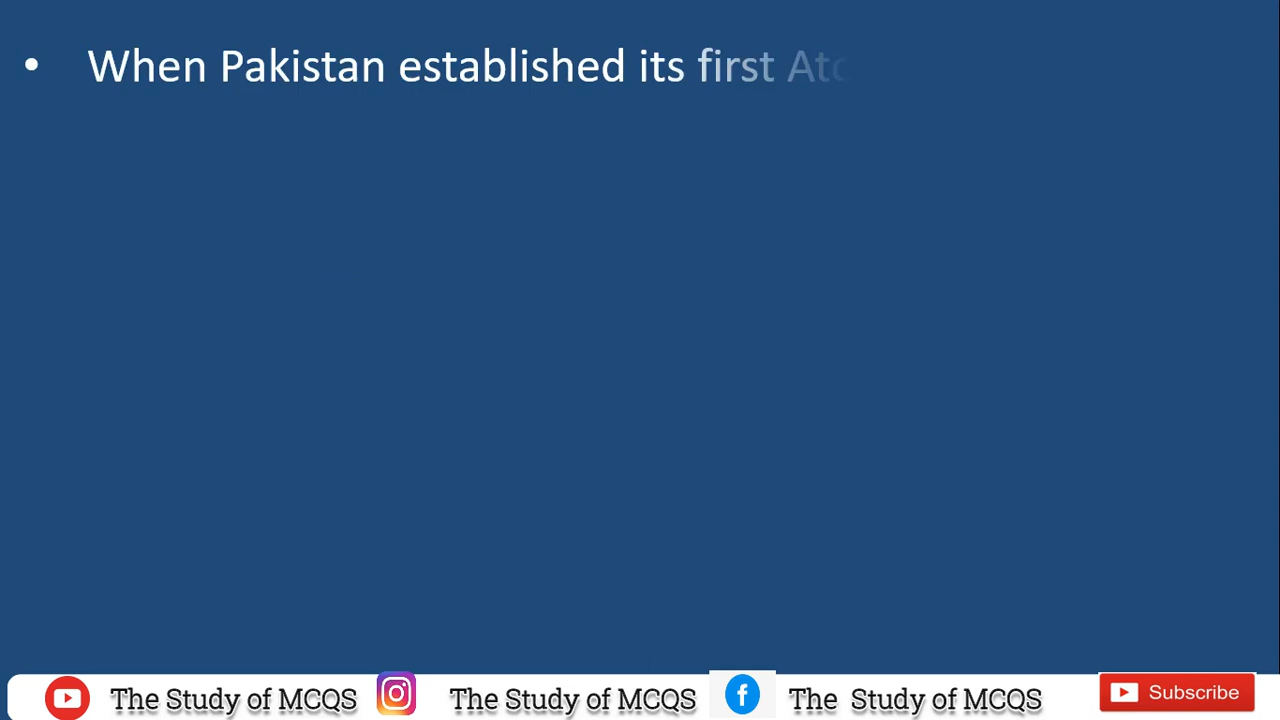 • When Pakistan established its first
The Study of MCQS The Study of MCQS The Study of MCQS Subscribe